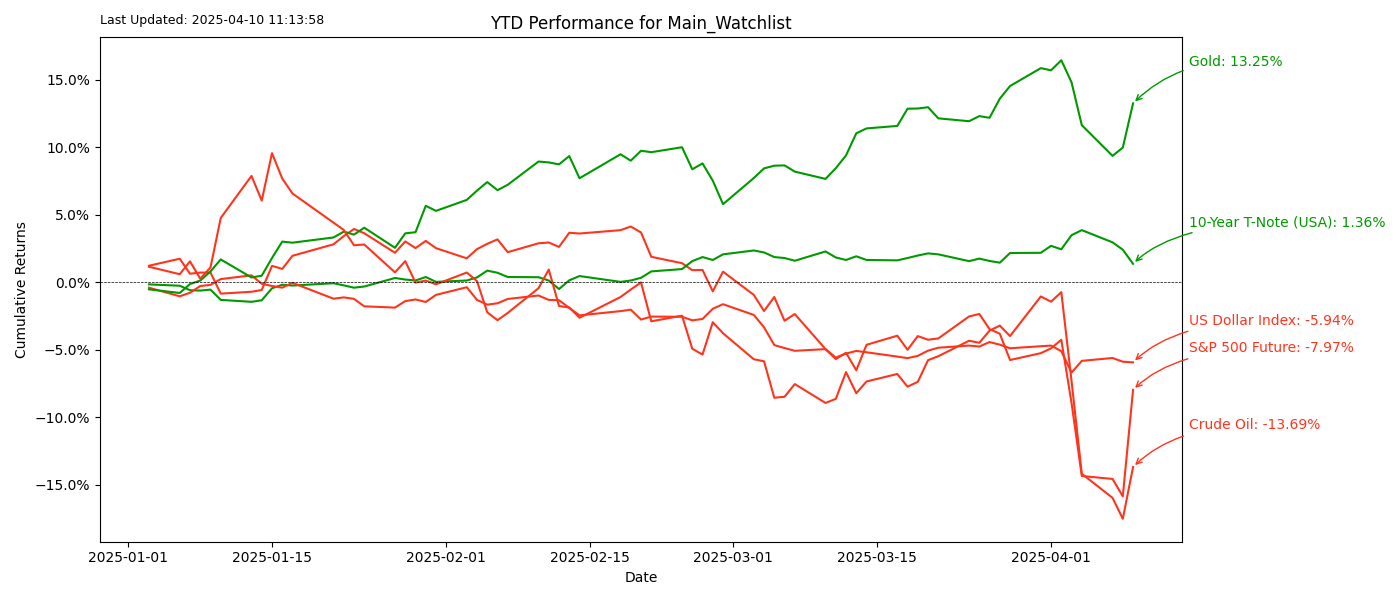 Last Updated: 2025-04-10 11:13:58
YTD Performance for Main_Watchlist
Cumulative Returns
15.0%
10.0%
5.0%
0.0%
−5.0%
−10.0%
−15.0%
Gold: 13.25%
10-Year T-Note (USA): 1.36%
US Dollar Index: -5.94%
S&P 500 Future: -7.97%
Crude Oil: -13.69%
2025-01-01
2025-01-15
2025-02-01
2025-02-15
2025-03-01
2025-03-15
2025-04-01
Date